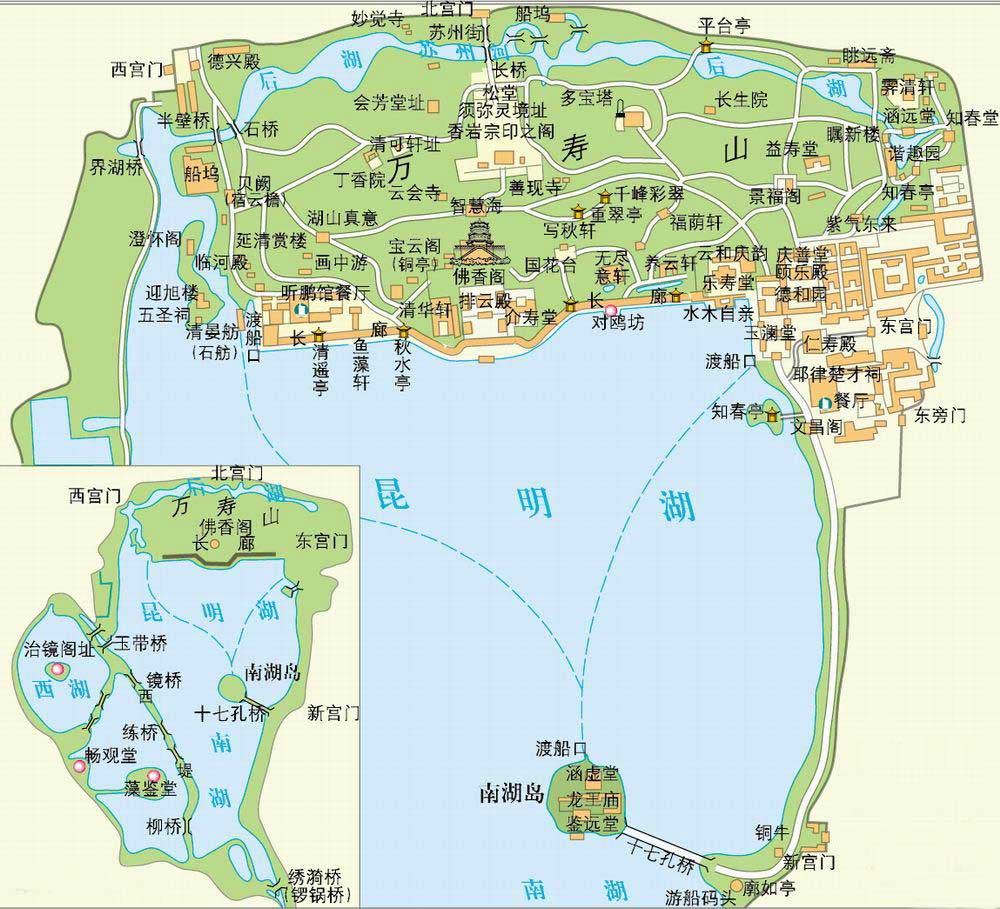 北宫门
船坞
妙觉寺
苏州街
平台亭
西宫门
德兴殿
后
湖
苏州河
后
湖
眺远斋
长桥
松堂
霁清轩
会芳堂址
须弥灵境址
多宝塔
长生院
涵远堂
知春堂
半壁桥
石桥
香岩宗印之阁
瞩新楼
谐趣园
清可轩址
万
寿
山
益寿堂
界湖桥
船坞
贝阙
(宿云檐)
丁香院
云会寺
善现寺
千峰彩翠
景福阁
知春亭
智慧海
重翠亭
湖山真意
写秋轩
福荫轩
紫气东来
澄怀阁
延清赏楼
宝云阁
(铜亭)
无尽
意轩
云和庆韵
庆善堂
临河殿
画中游
佛香阁
国花台
养云轩
颐乐殿
乐寿堂
德和园
迎旭楼
昕鹏馆餐厅
清华轩
排云殿
长
廊
五圣祠
介寿堂
对鸥坊
水木自亲
清晏舫
(石舫)
渡船口
长
廊
清遥亭
鱼藻轩
秋水亭
玉澜堂
仁寿殿
东宫门
渡船口
耶律楚才祠
知春亭
餐厅
文昌阁
东旁门
昆
明
湖
北宫门
西宫门
后
湖
万
寿
山
佛香阁
长
廊
东宫门
昆
明
湖
玉带桥
治镜阁址
西
湖
镜桥
西
南湖岛
十七孔桥
新宫门
练桥
南
畅观堂
堤
藻鉴堂
湖
柳桥
绣漪桥
(锣锅桥)
渡船口
南湖岛
涵虚堂
龙王庙
鉴远堂
十七孔桥
铜牛
新宫门
廓如亭
游船码头
南
湖